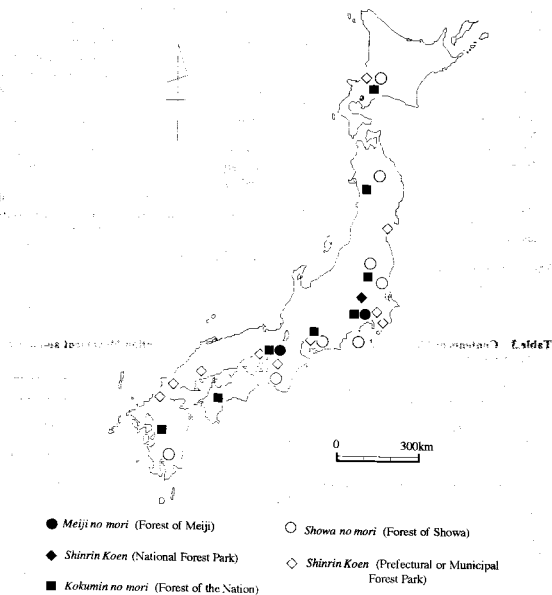 0 300km
Meiji no mori (Forest of Meiji)
Shinrin Koen (National Forest Park)
Kokumin no mori (Forest of the Nation)
Showa no mori (Forest of Showa)
Shinrin Koen (Prefectural or Municipal
Forest Park)